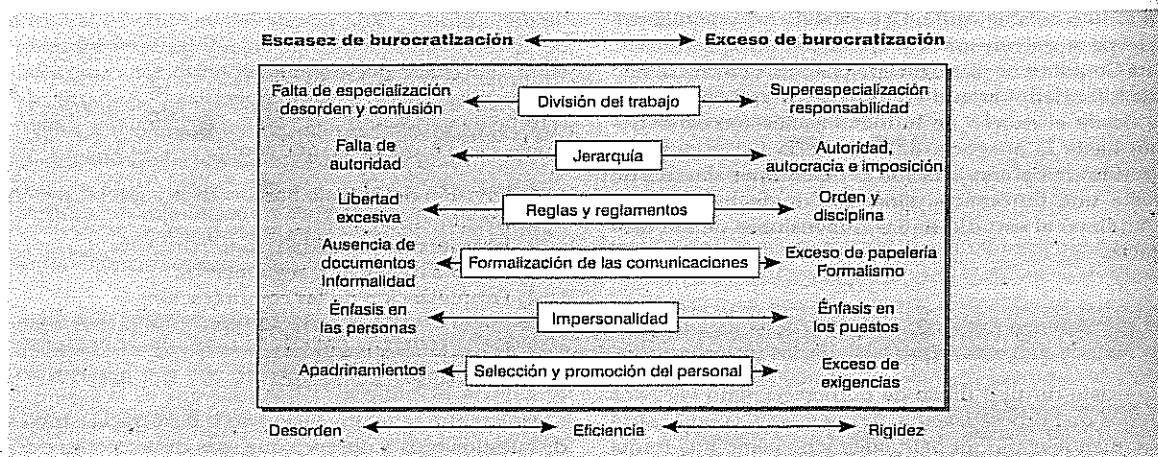 Escasez de burocratización Exceso de burocratización
Falta de especialización
desorden y confusión
División del trabajo
Superespecialización
responsabilidad
Falta de
autoridad
Jerarquía
Autoridad,
autocracia e imposición
Libertad
excesiva
Reglas y reglamentos
Orden y
disciplina
Ausencia de
documentos
Informalidad
Formalización de las comunicaciones
Exceso de papelería
Formalismo
Énfasis en
las personas
Impersonalidad
Énfasis en
los puestos
Apadrinamientos
Selección y promoción del personal
Exceso de
exigencias
Desorden Eficiencia Rigidez